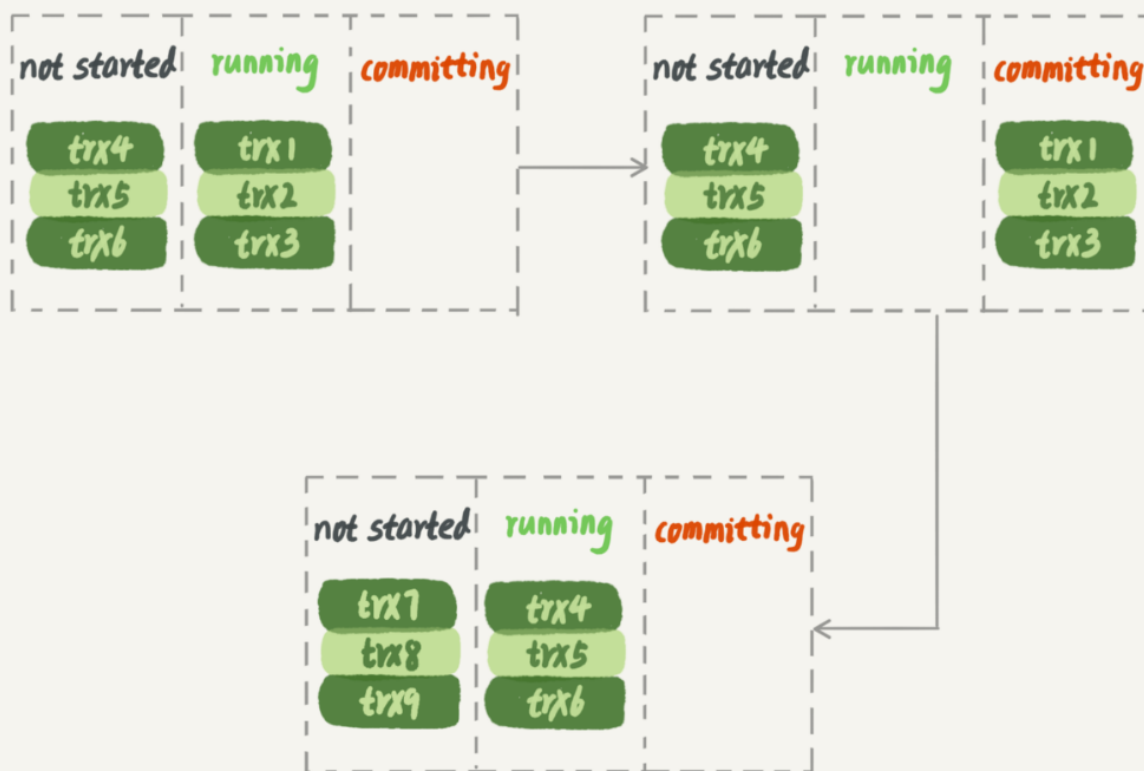 not started running committing
trx4 trx1
trx5 trx2
trx6 trx3
not started running committing
trx4 trx1
trx5 trx2
trx6 trx3
not started running committing
trx7 trx4
trx8 trx5
trx9 trx6